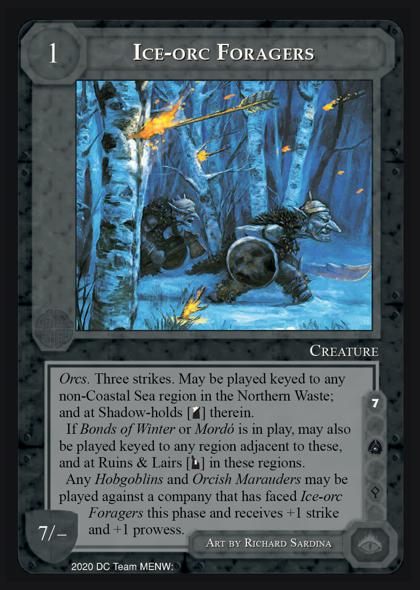 1
ICE-ORC FORAGERS
CREATURE
Orcs. Three strikes. May be played keyed to any
non-Coastal Sea region in the Northern Waste;
and at Shadow-holds [ ] therein.
If Bonds of Winter or Mordó is in play, may also
be played keyed to any region adjacent to these,
and at Ruins & Lairs [ ] in these regions.
Any Hobgoblins and Orcish Marauders may be
played against a company that has faced Ice-orc
Foragers this phase and receives +1 strike
and +1 prowess.
7
7/–
ART BY RICHARD SARDINA
2020 DC Team MENW: